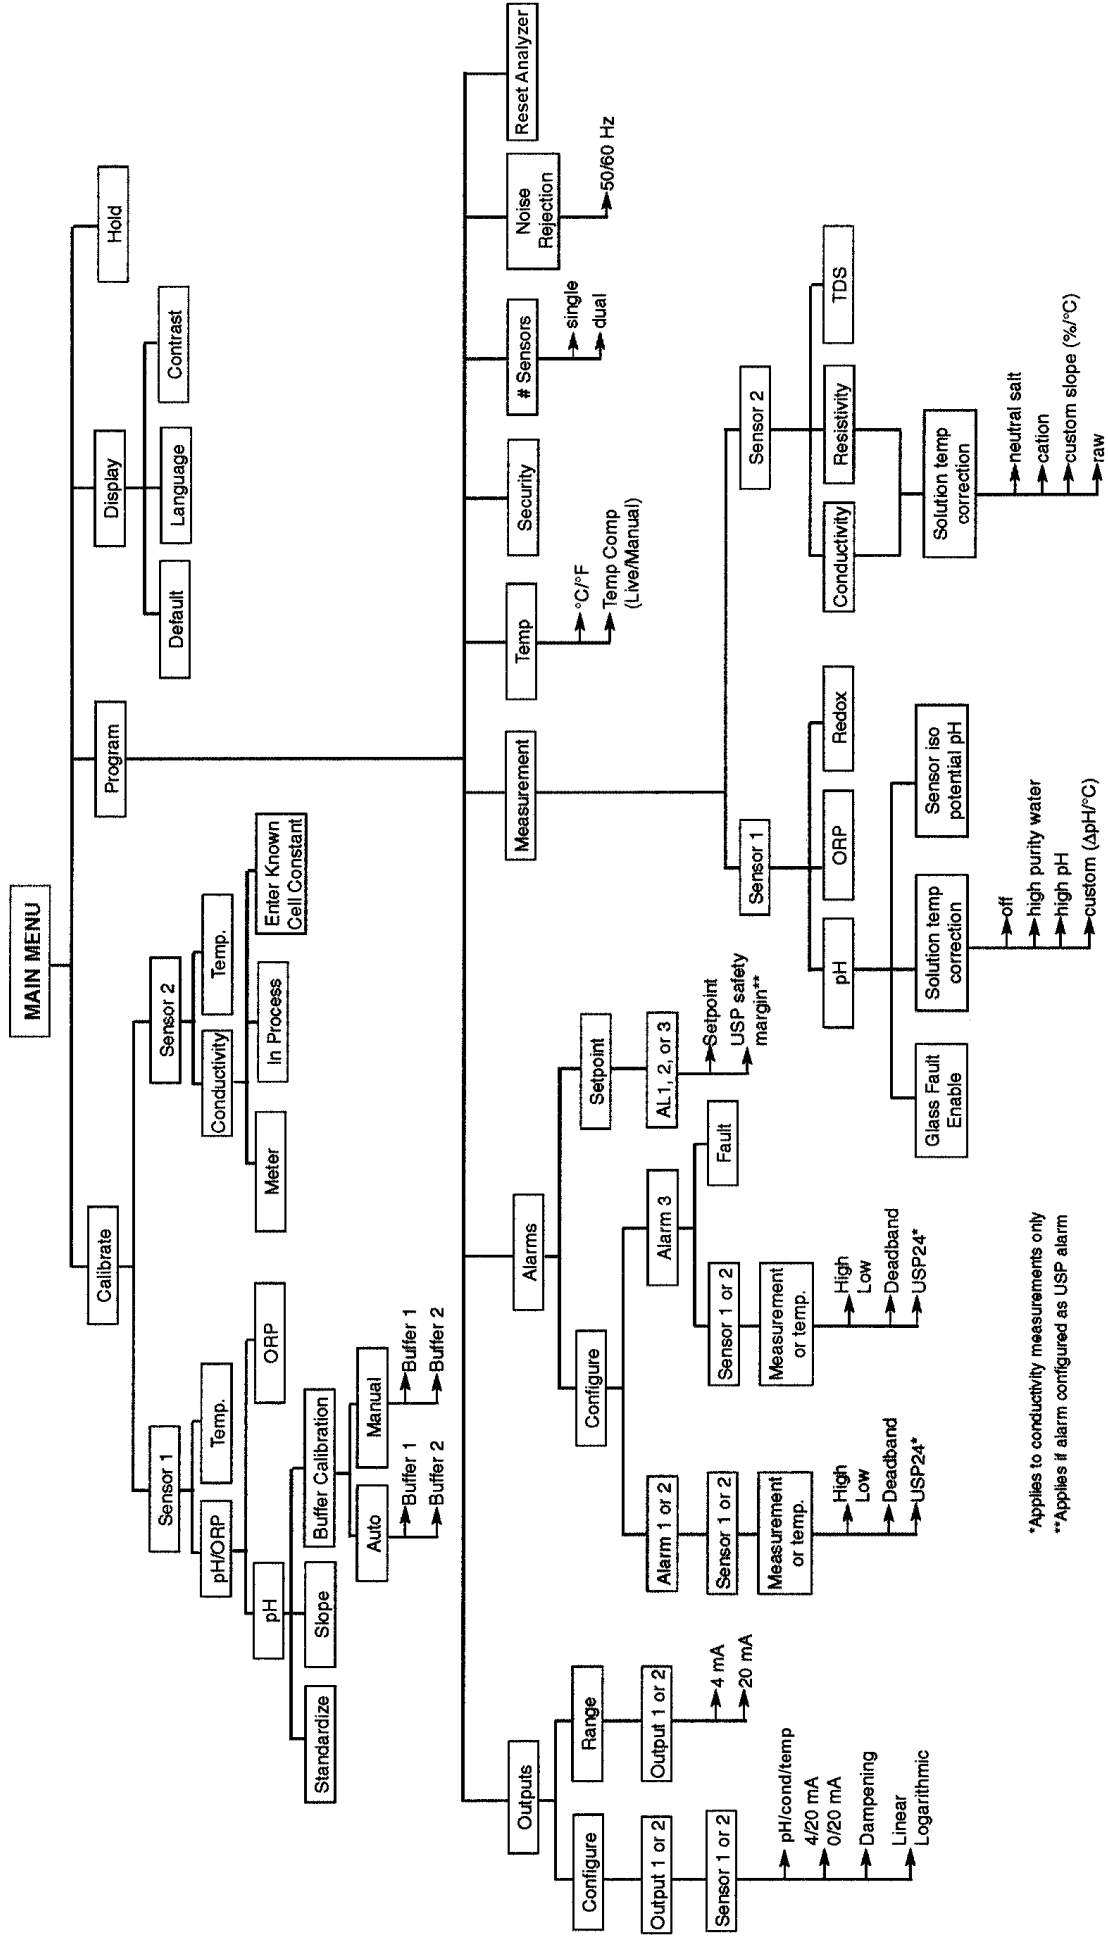 MAIN MENU
Calibrate
Program
Display
Hold
Sensor 1
Sensor 2
Default
Language
Contrast
pH/ORP
Temp.
Conductivity
Temp.
pH
ORP
Meter
In Process
Enter Known
Cell Constant
Standardize
Slope
Buffer Calibration
Auto
Manual
Buffer 1
Buffer 2
Buffer 1
Buffer 2
Outputs
Alarms
Measurement
Temp
Security
# Sensors
Noise
Rejection
Reset Analyzer
°C/°F
Temp Comp
(Live/Manual)
single
dual
50/60 Hz
Configure
Range
Output 1 or 2
Output 1 or 2
Sensor 1 or 2
4 mA
20 mA
pH/cond/temp
4/20 mA
0/20 mA
Dampening
Linear
Logarithmic
Configure
Setpoint
Alarm 1 or 2
Alarm 3
AL1, 2, or 3
Sensor 1 or 2
Sensor 1 or 2
Fault
Setpoint
USP safety
margin**
Measurement
or temp.
Measurement
or temp.
High
Low
Deadband
USP24*
High
Low
Deadband
USP24*
Sensor 1
Sensor 2
pH
ORP
Redox
Conductivity
Resistivity
TDS
Glass Fault
Enable
Solution temp
correction
Sensor iso
potential pH
Solution temp
correction
off
high purity water
high pH
custom (ΔpH/°C)
neutral salt
cation
custom slope (%/°C)
raw
*Applies to conductivity measurements only
**Applies if alarm configured as USP alarm